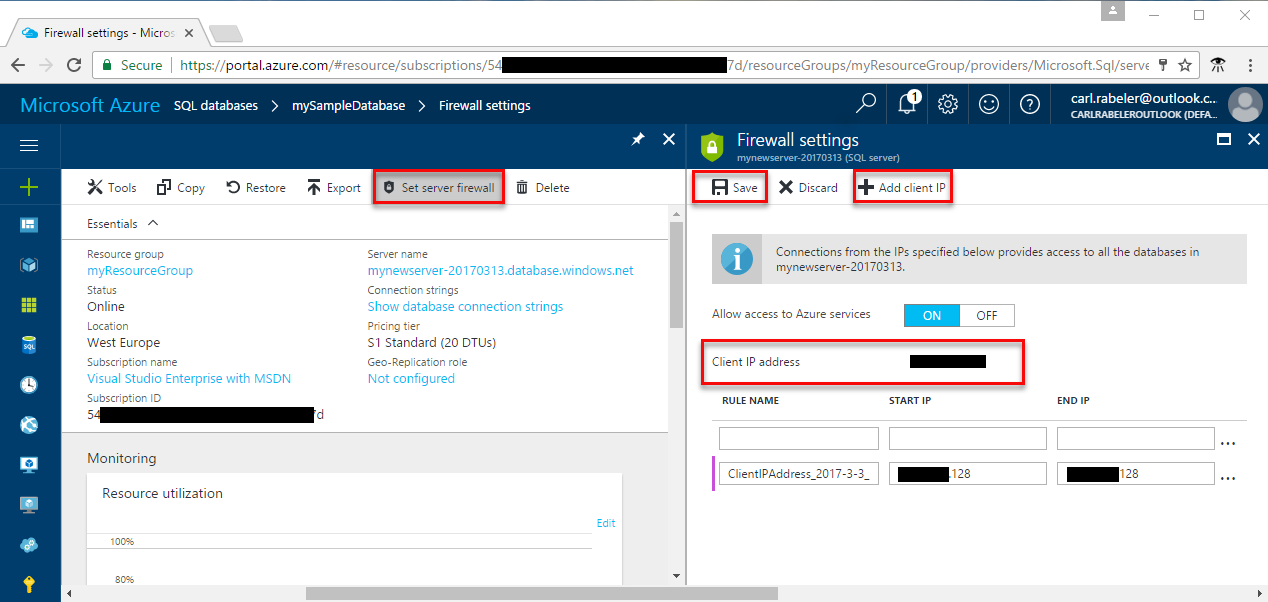 Firewall settings - Micros
Secure https://portal.azure.com/#resource/subscriptions/54 7d/resourceGroups/myResourceGroup/providers/Microsoft.Sql/serve
Microsoft Azure SQL databases > mySampleDatabase > Firewall settings
1
carl.rabeler@outlook.c...
CARLRABELEROUTLOOK (DEFA...
Tools Copy Restore Export Set server firewall Delete
Essentials
Resource group
myResourceGroup
Status
Online
Location
West Europe
Subscription name
Visual Studio Enterprise with MSDN
Subscription ID
54 7d
Server name
mynewserver-20170313.database.windows.net
Connection strings
Show database connection strings
Pricing tier
S1 Standard (20 DTUs)
Geo-Replication role
Not configured
Monitoring
Resource utilization
Edit
100%
80%
Firewall settings
mynewserver-20170313 (SQL server)
Save Discard Add client IP
Connections from the IPs specified below provides access to all the databases in
mynewserver-20170313.
Allow access to Azure services ON OFF
Client IP address
RULE NAME START IP END IP
...
ClientIPAddress_2017-3-3_ .128 128 ...
SQL